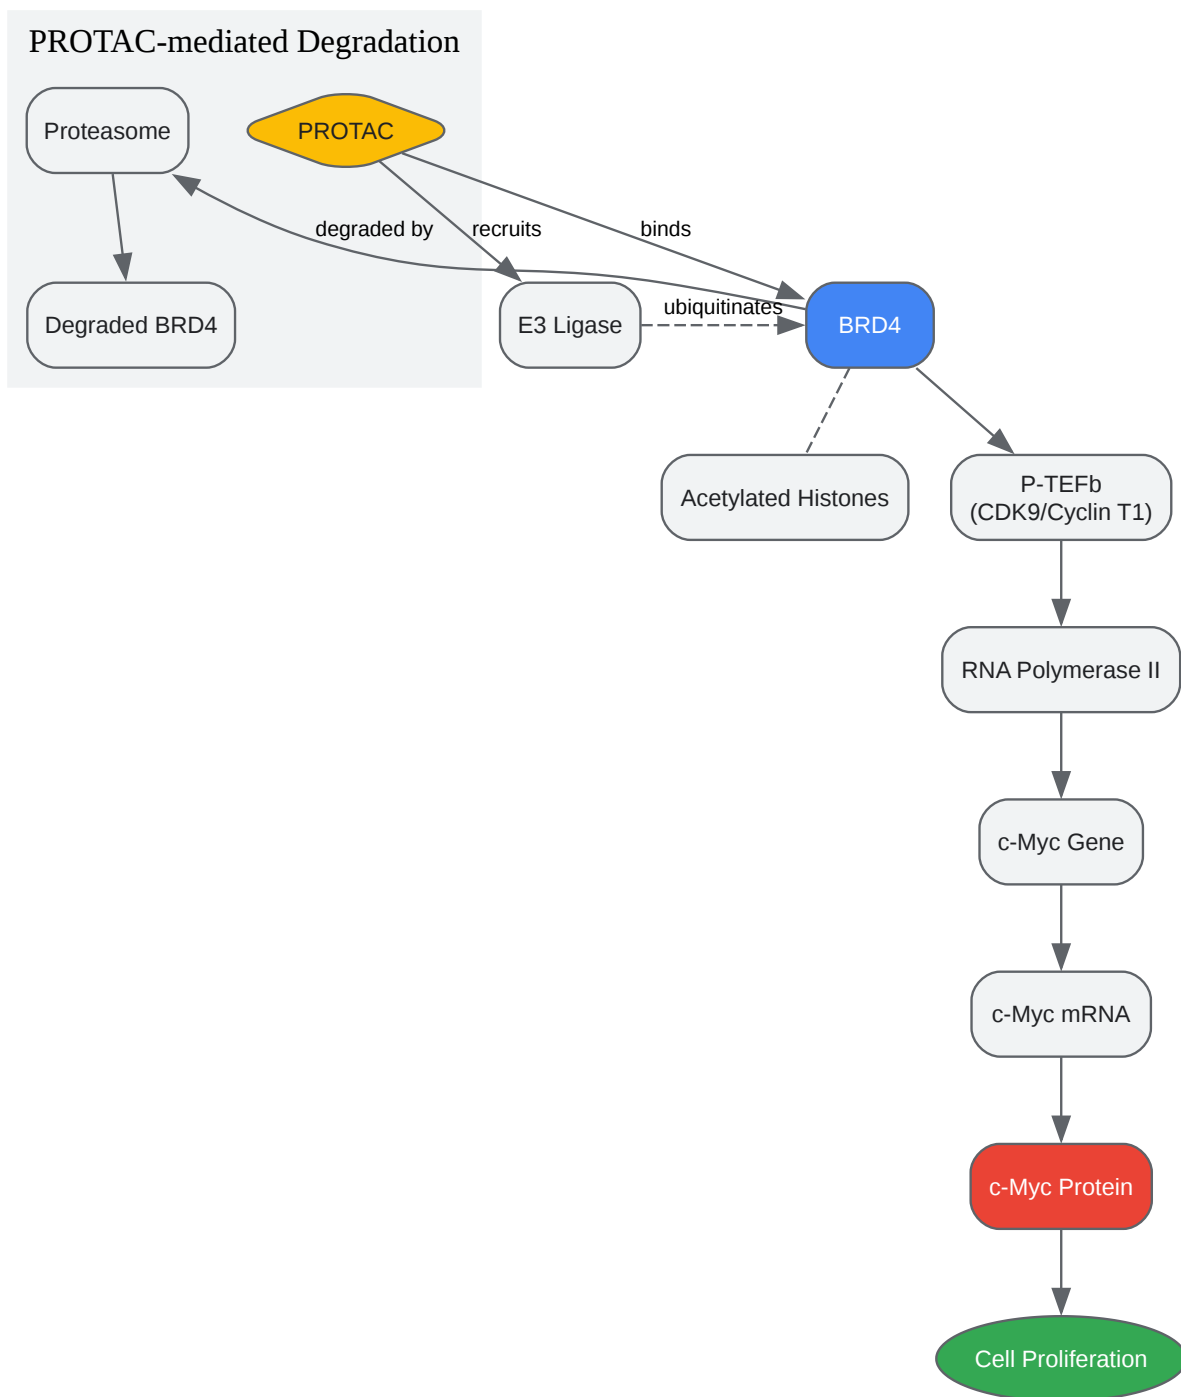 PROTAC-mediated Degradation
Proteasome
PROTAC
degraded by
recruits
binds
ubiquitinates
Degraded BRD4
E3 Ligase
BRD4
Acetylated Histones
P-TEFb
(CDK9/Cyclin T1)
RNA Polymerase II
c-Myc Gene
c-Myc mRNA
c-Myc Protein
Cell Proliferation